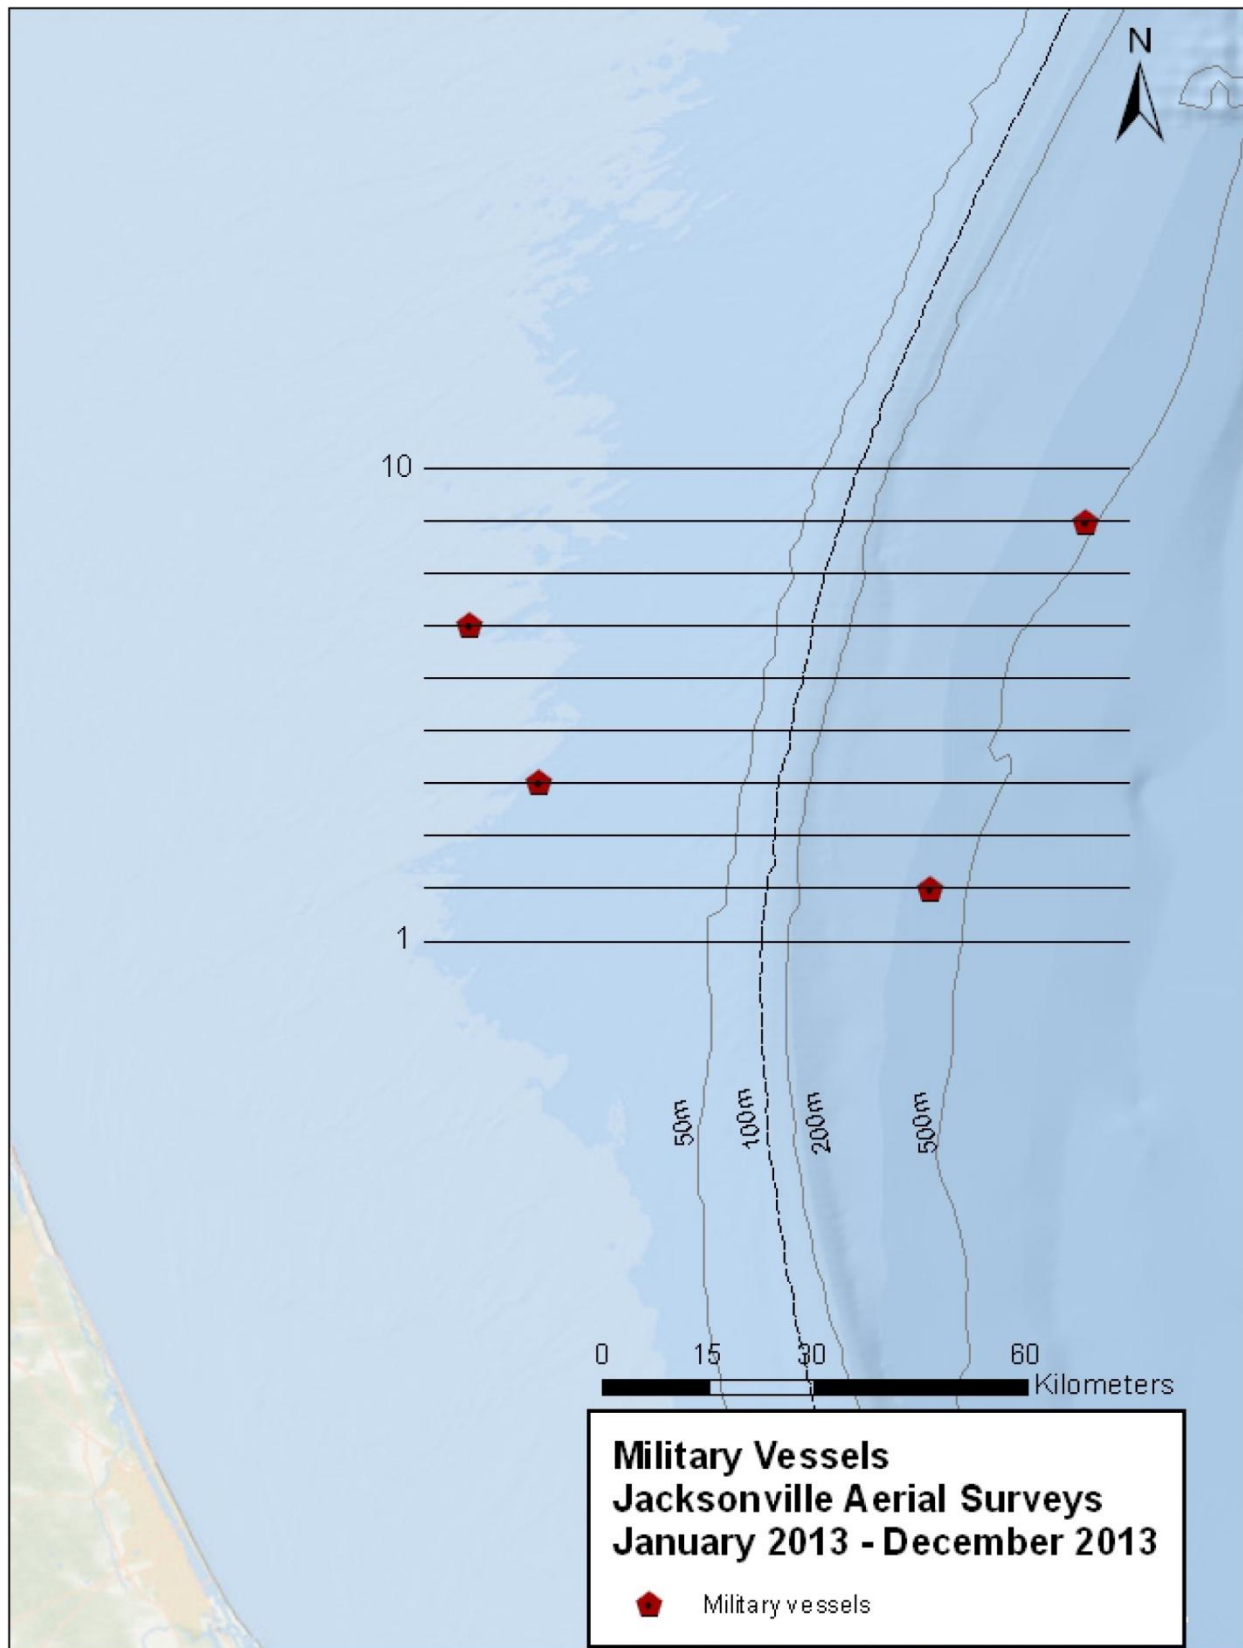 N
10
1
50m
100m
200m
500m
0 15 30 60
Kilometers
Military Vessels
Jacksonville Aerial Surveys
January 2013 - December 2013
Military vessels